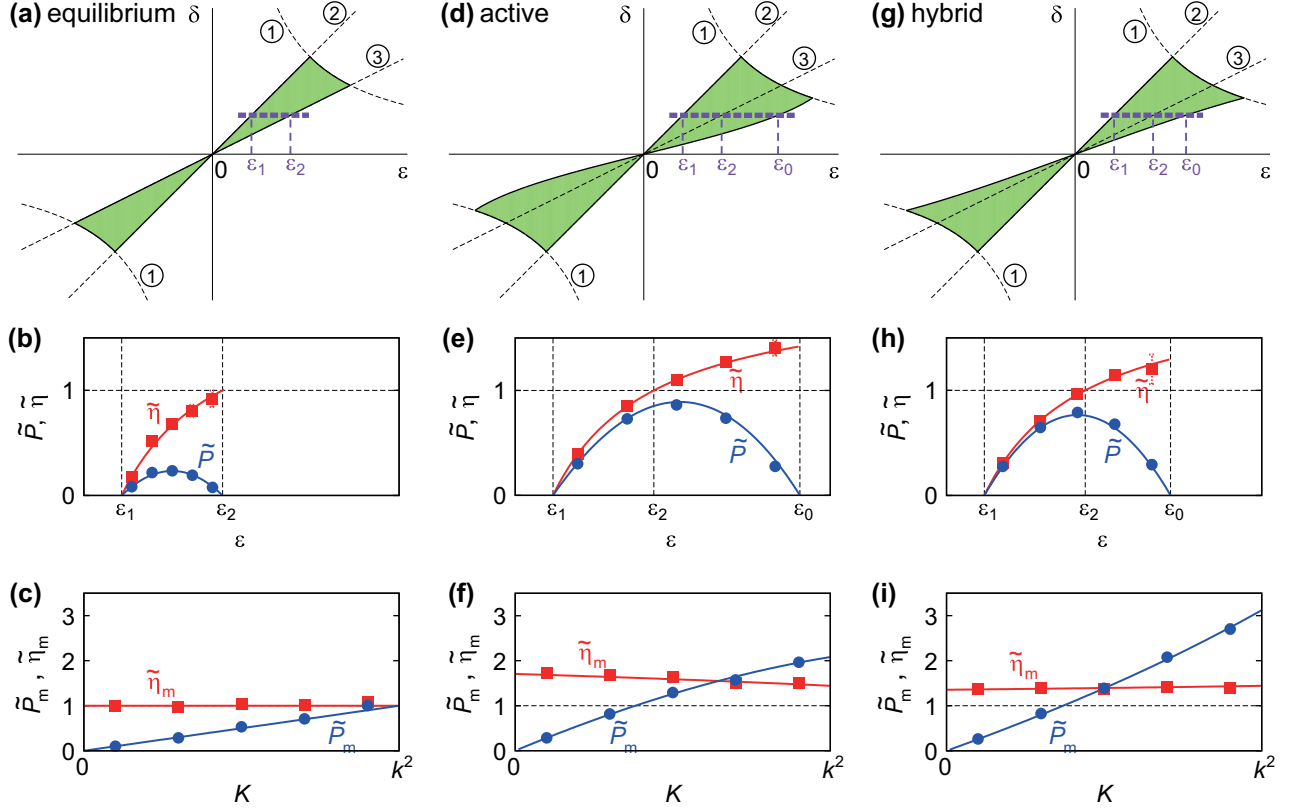 (a) equilibrium
δ
①
②
③
0
ε₁
ε₂
ε
①
(d) active
δ
①
②
③
0
ε₁
ε₂
ε₀
ε
①
(g) hybrid
δ
①
②
③
0
ε₁
ε₂
ε₀
ε
①
(b)
P̃, η̃
1
0
η̃
P̃
ε₁
ε₂
ε
(e)
P̃, η̃
1
0
η̃
P̃
ε₁
ε₂
ε₀
ε
(h)
P̃, η̃
1
0
η̃
P̃
ε₁
ε₂
ε₀
ε
(c)
P̃ₘ, η̃ₘ
3
2
1
0
η̃ₘ
P̃ₘ
0
k²
K
(f)
P̃ₘ, η̃ₘ
3
2
1
0
η̃ₘ
P̃ₘ
0
k²
K
(i)
P̃ₘ, η̃ₘ
3
2
1
0
η̃ₘ
P̃ₘ
0
k²
K